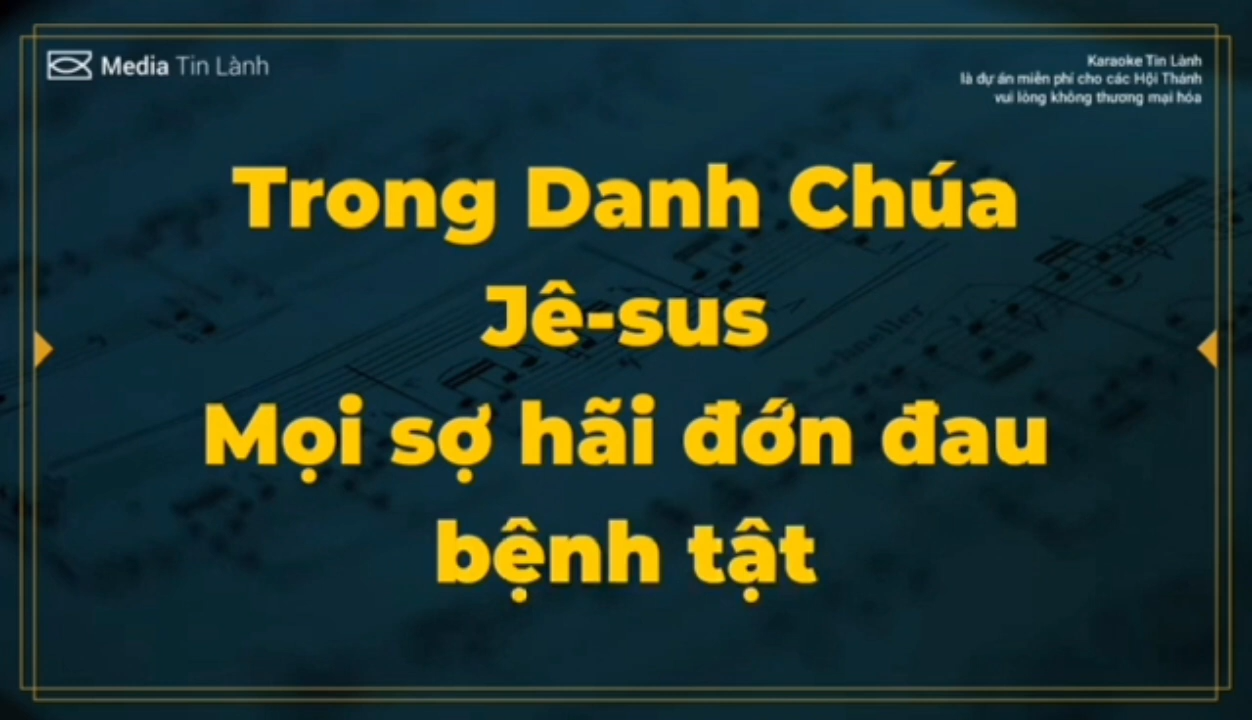 Media Tin Lành
Karaoke Tin Lành
là dự án miễn phí cho các Hội Thánh
vui lòng không thương mại hóa
Trong Danh Chúa
Jê-sus
Mọi sợ hãi đớn đau
bệnh tật